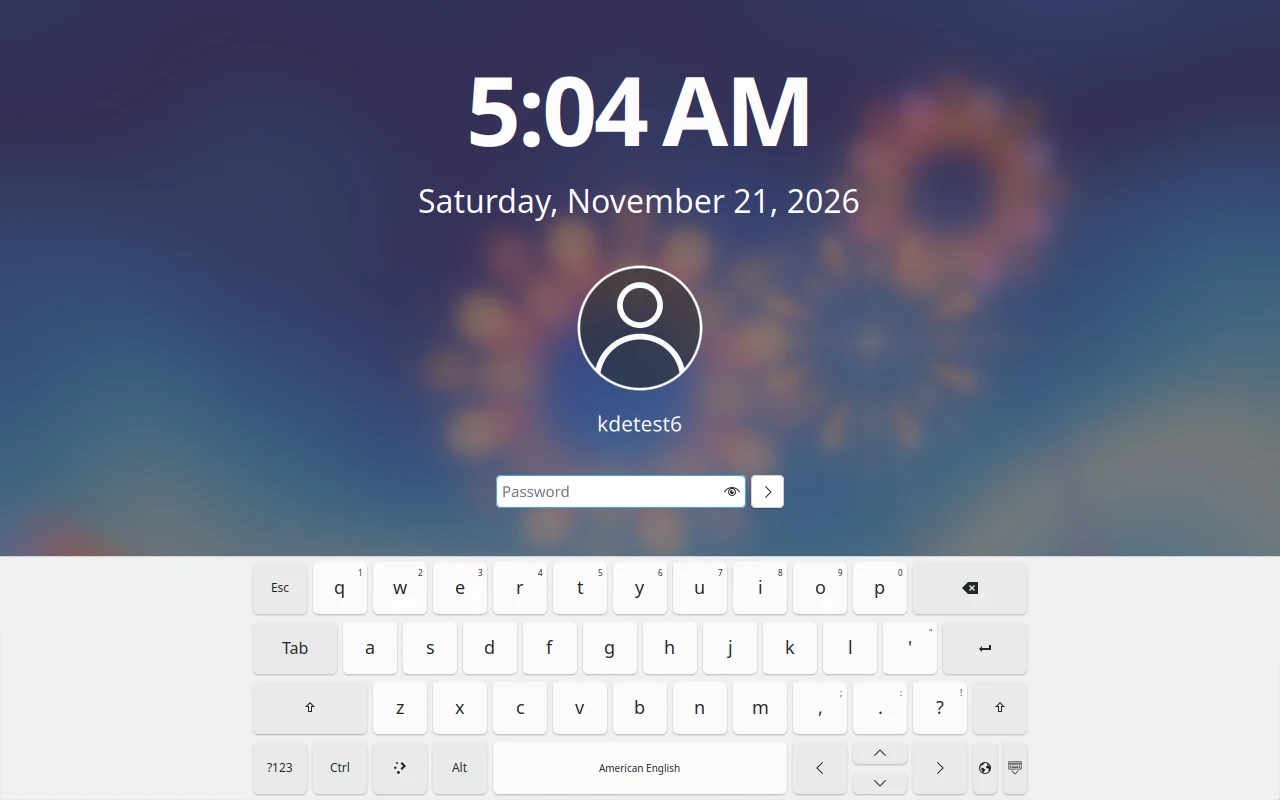 5:04 AM
Saturday, November 21, 2026
kdetest6
Password
Esc q 1 w 2 e 3 r 4 t 5 y 6 u 7 i 8 o 9 p 0
Tab a s d f g h j k l ' "
z x c v b n m , ; . : ? !
?123 Ctrl Alt American English